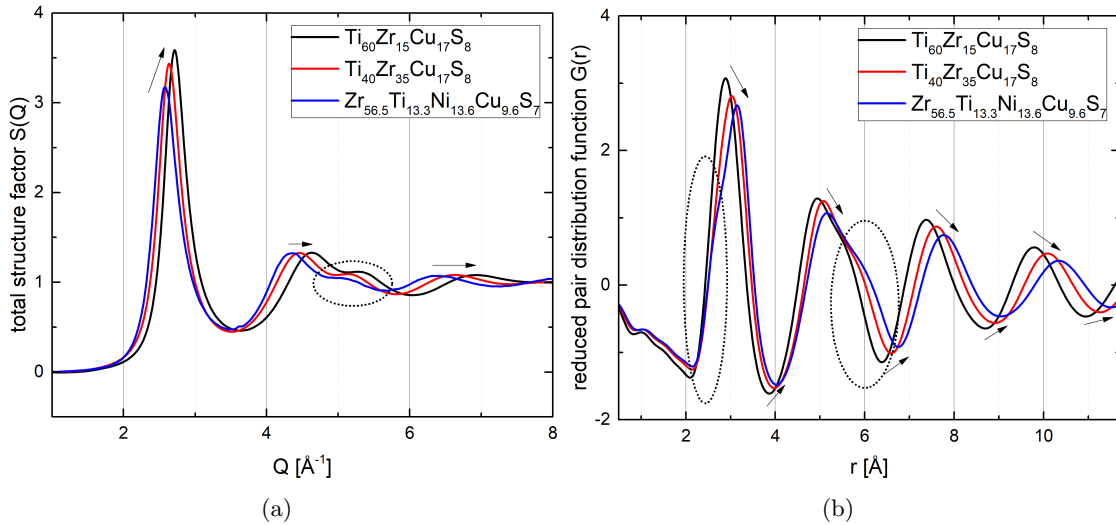 (a)
total structure factor S(Q)
4
3
2
1
0
Ti60Zr15Cu17S8
Ti40Zr35Cu17S8
Zr56.5Ti13.3Ni13.6Cu9.6S7
2
4
6
8
Q [Å-1]
(a)
reduced pair distribution function G(r)
4
2
0
-2
(b)
Ti60Zr15Cu17S8
Ti40Zr35Cu17S8
Zr56.5Ti13.3Ni13.6Cu9.6S7
2
4
6
8
10
r [Å]
(b)